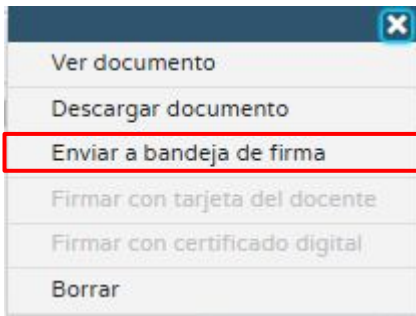 Ver documento
Descargar documento
Enviar a bandeja de firma
Firmar con tarjeta del docente
Firmar con certificado digital
Borrar